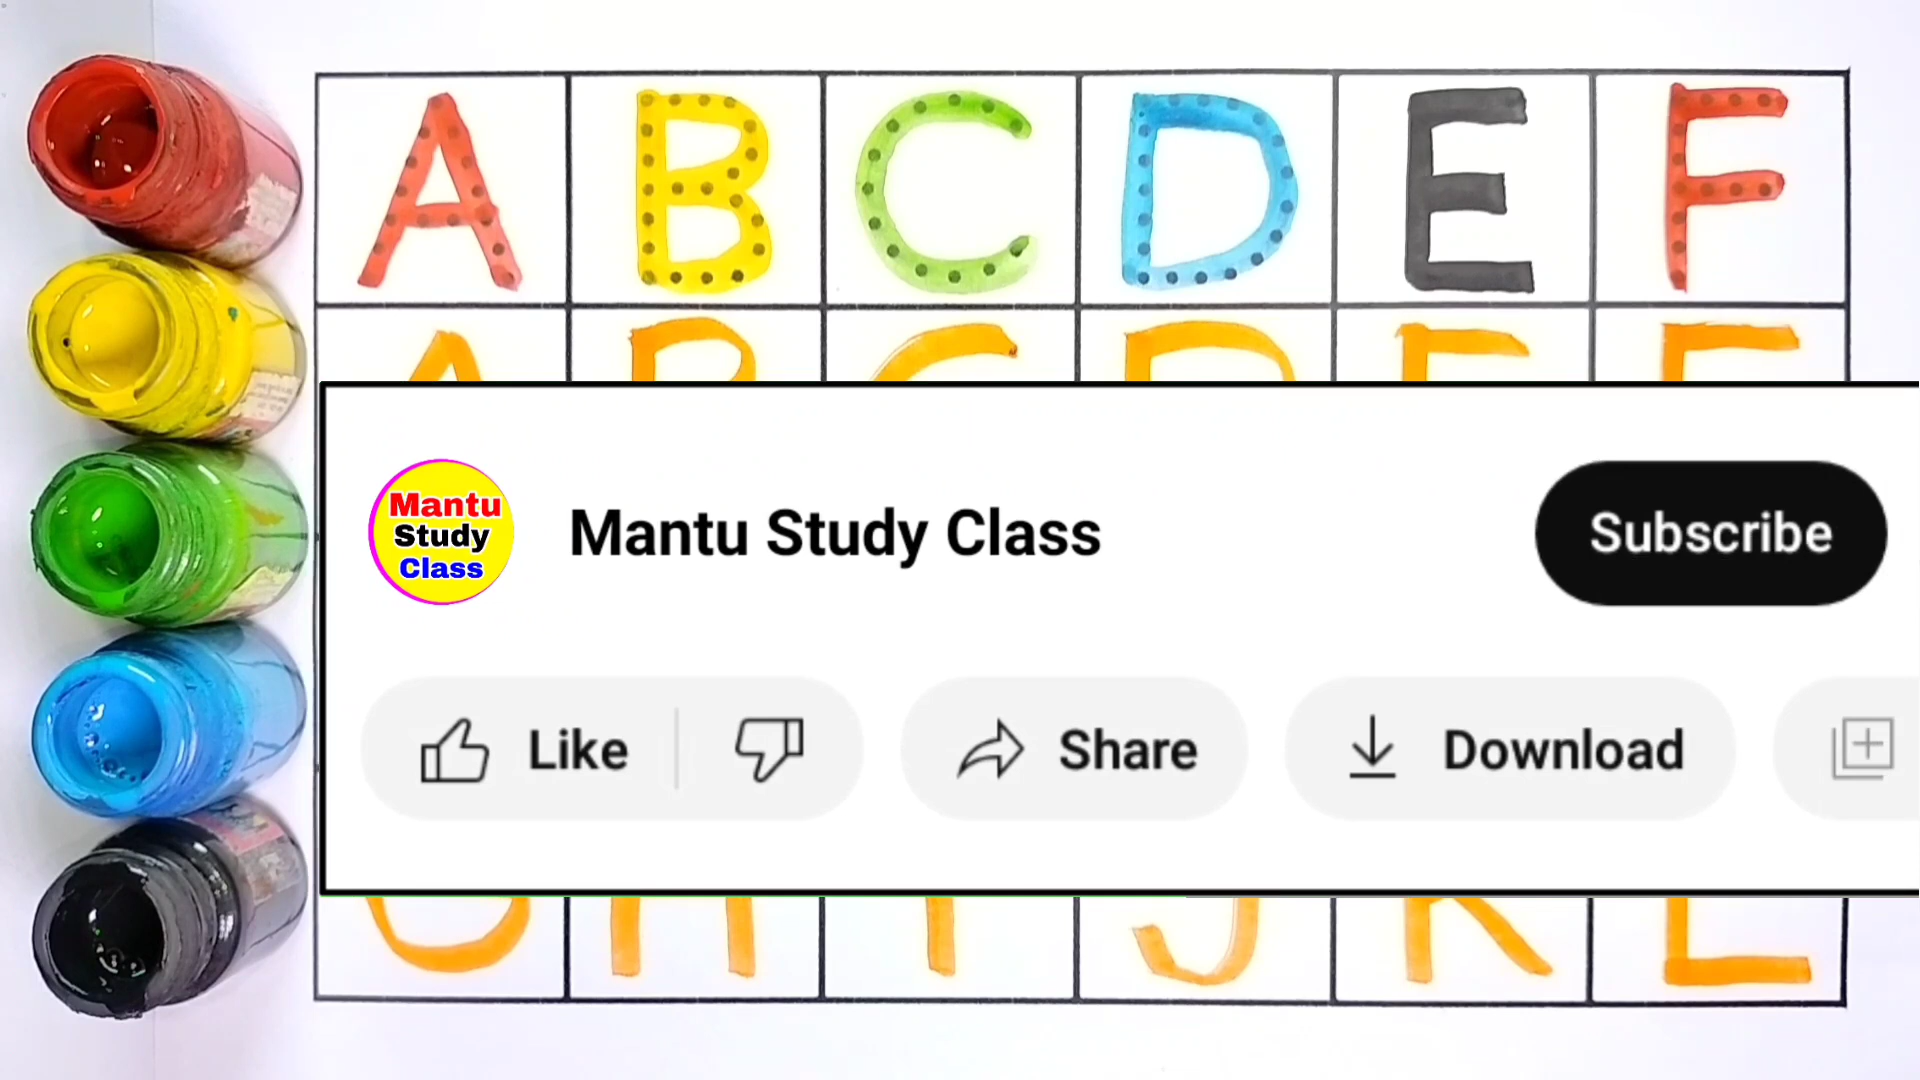 A B C D E F
A B C D E F
Mantu
Study
Class
Mantu Study Class
Subscribe
Like
Share
Download
G H I J K L